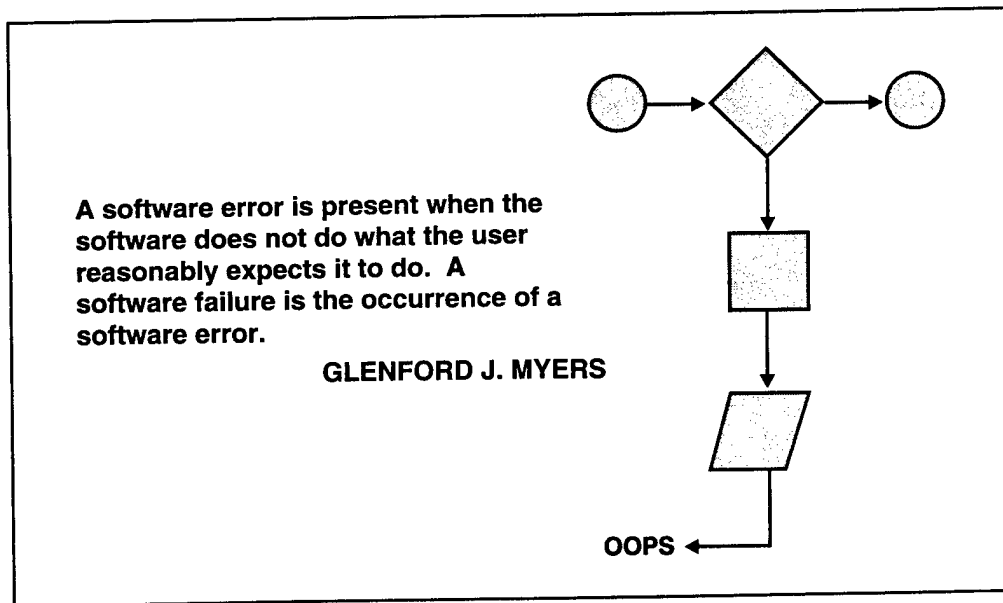 A software error is present when the
software does not do what the user
reasonably expects it to do. A
software failure is the occurrence of a
software error.
GLENFORD J. MYERS
OOPS